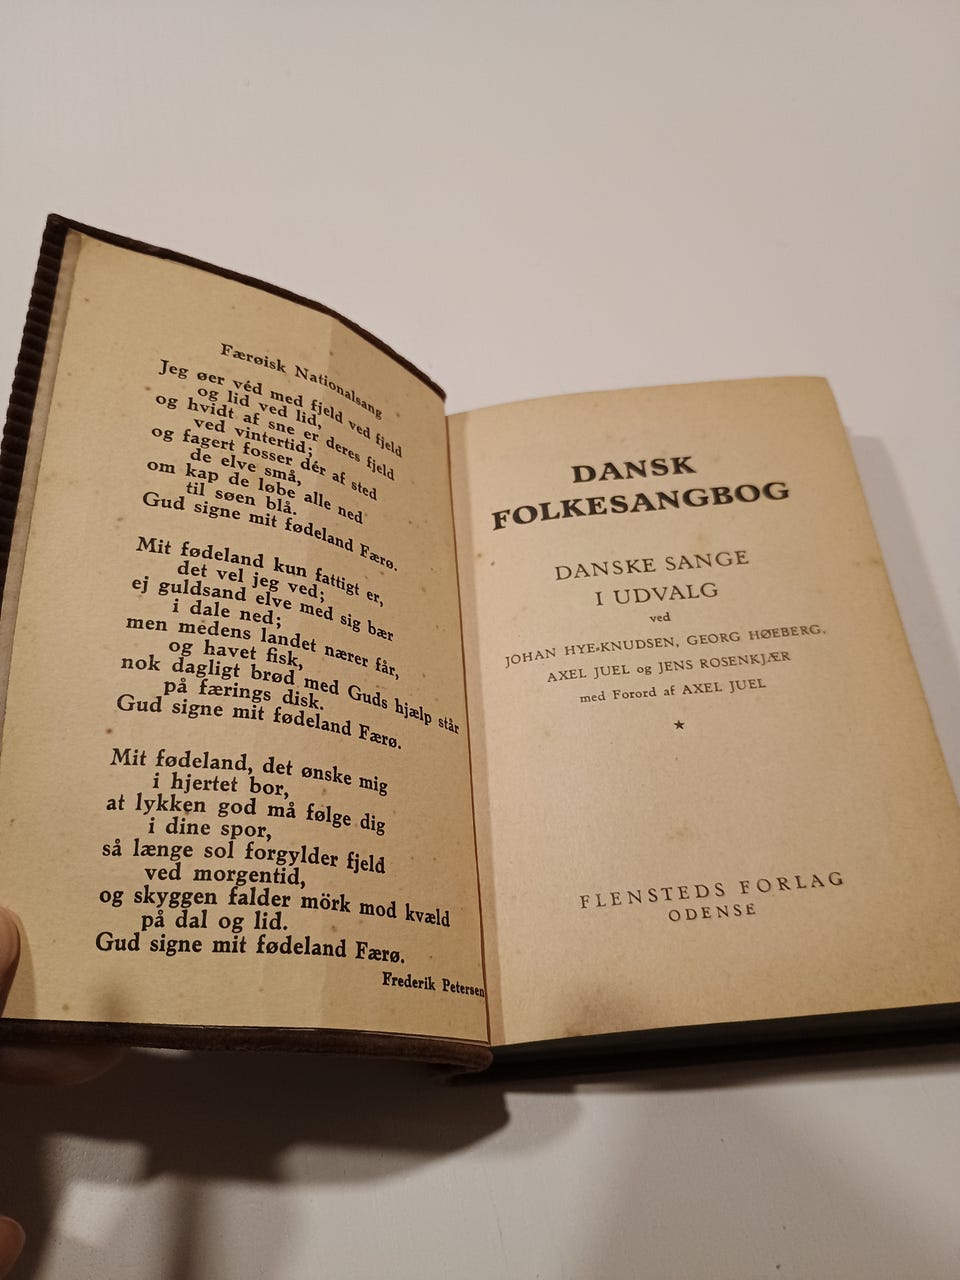 Færøisk Nationalsang
Jeg øer véd med fjeld ved fjeld
og lid ved lid,
og hvidt af sne er deres fjeld
ved vintertid;
og fagert fosser dér af sted
de elve små,
om kap de løbe alle ned
til søen blå.
Gud signe mit fødeland Færø.
Mit fødeland kun fattigt er,
det vel jeg ved;
ej guldsand elve med sig bær
i dale ned;
men medens landet nærer får,
og havet fisk,
nok dagligt brød med Guds hjælp står
på færings disk.
Gud signe mit fødeland Færø.
Mit fødeland, det ønske mig
i hjertet bor,
at lykken god må følge dig
i dine spor,
så længe sol forgylder fjeld
ved morgentid,
og skyggen falder mörk mod kvæld
på dal og lid.
Gud signe mit fødeland Færø.
Frederik Petersen
DANSK
FOLKESANGBOG
DANSKE SANGE
I UDVALG
ved
JOHAN HYE-KNUDSEN, GEORG HØEBERG,
AXEL JUEL og JENS ROSENKJÆR
med Forord af AXEL JUEL
★
FLENSTEDS FORLAG
ODENSE